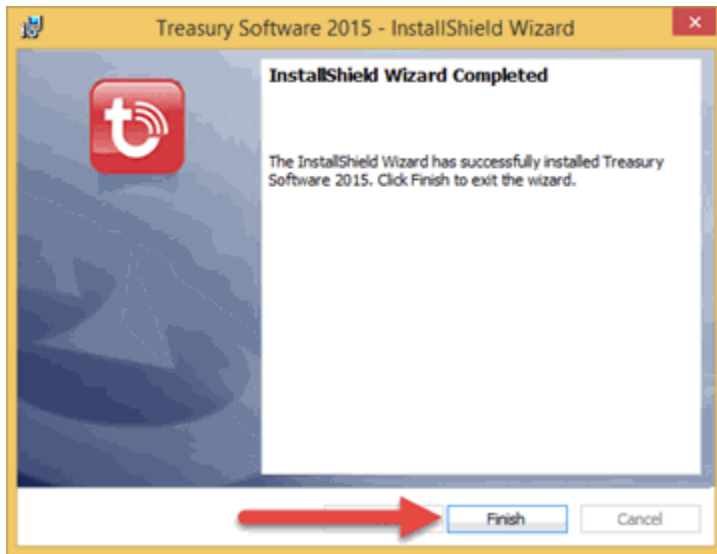 Treasury Software 2015 - InstallShield Wizard
InstallShield Wizard Completed
The InstallShield Wizard has successfully installed Treasury
Software 2015. Click Finish to exit the wizard.
Finish
Cancel